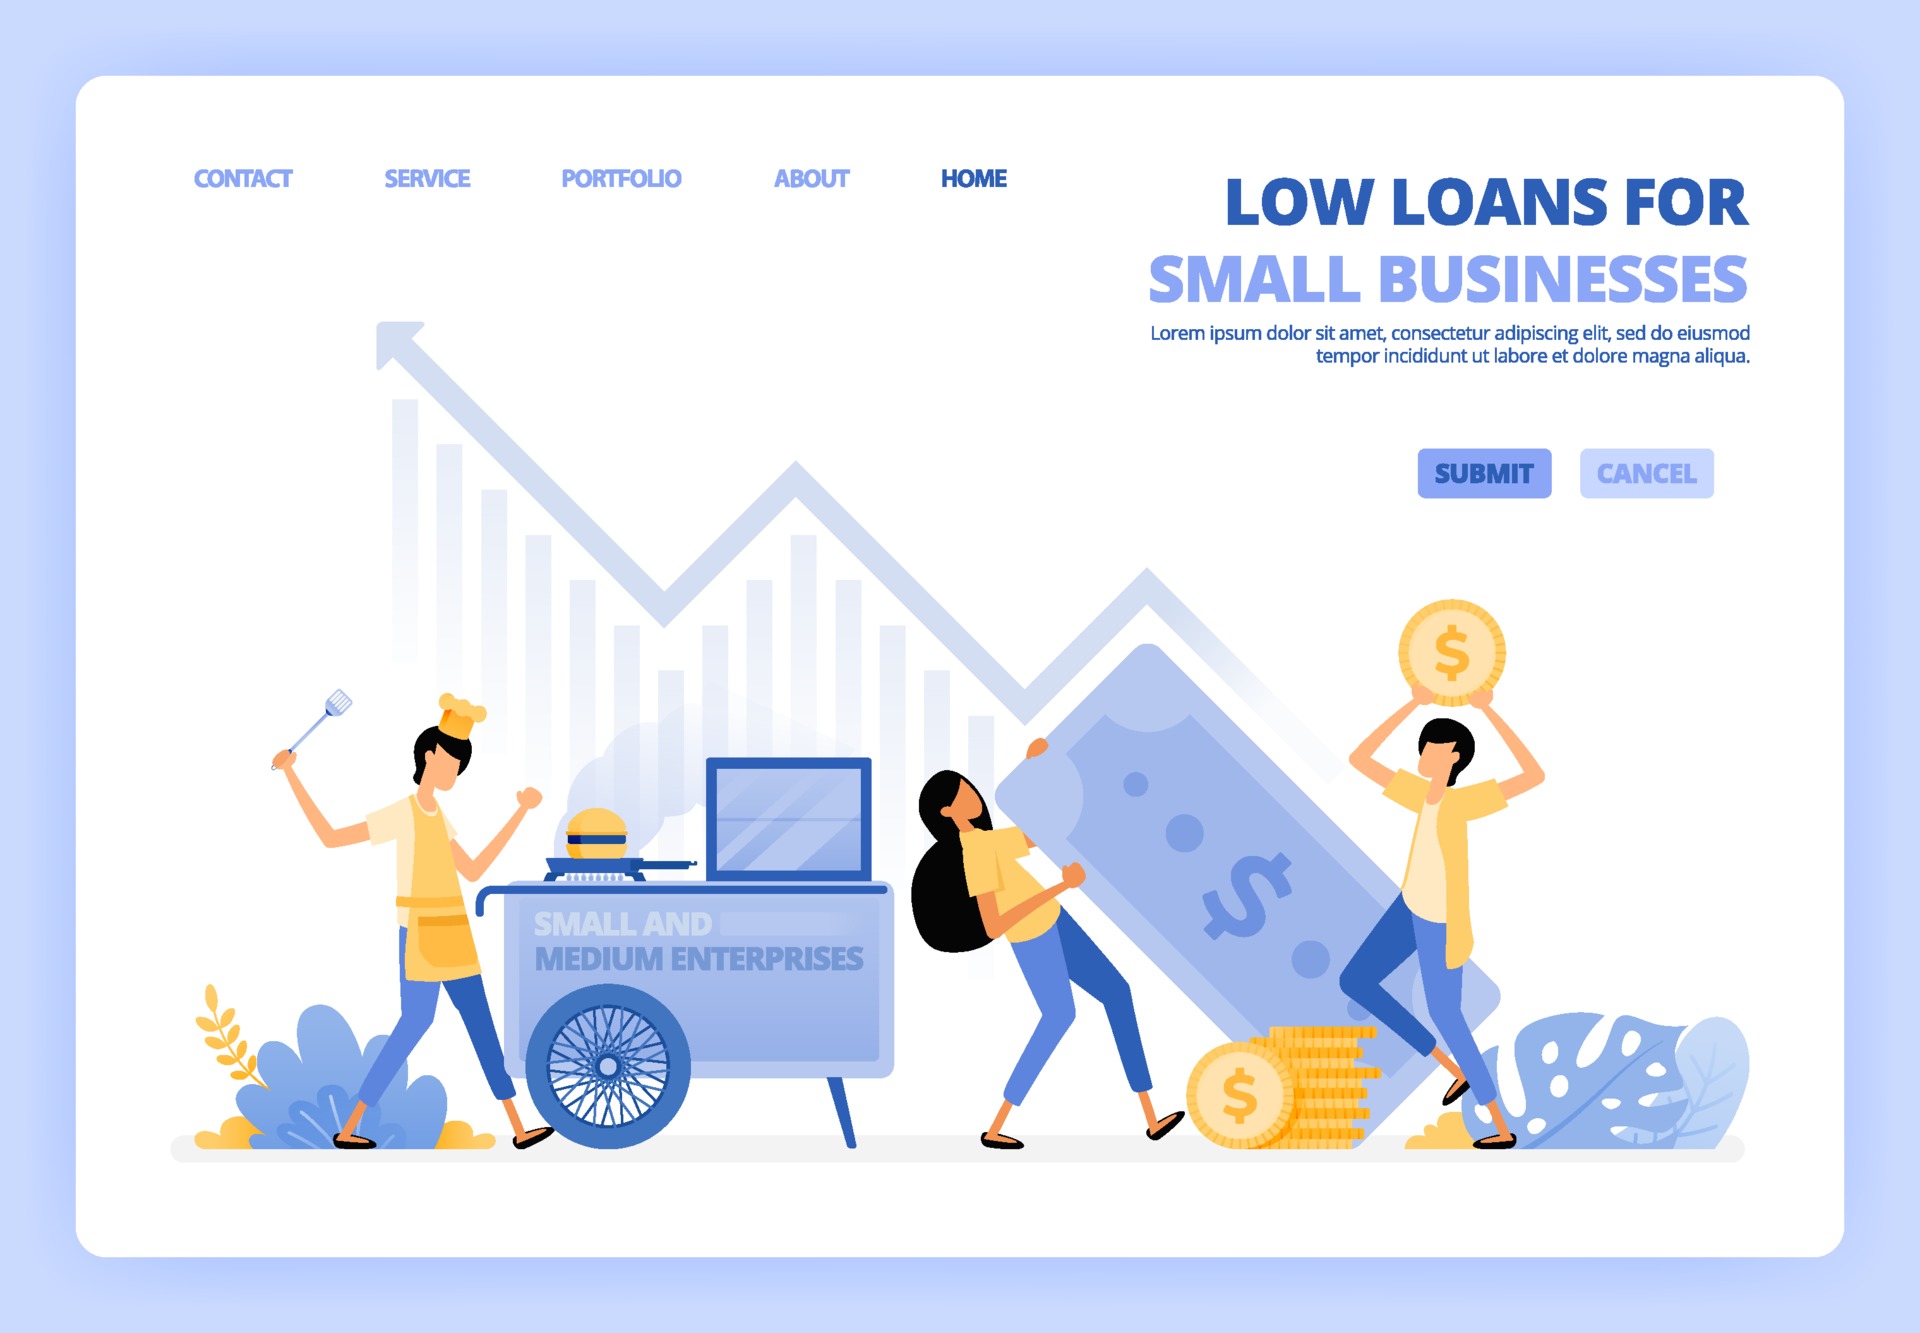 CONTACT SERVICE PORTFOLIO ABOUT HOME
LOW LOANS FOR
SMALL BUSINESSES
Lorem ipsum dolor sit amet, consectetur adipiscing elit, sed do eiusmod
tempor incididunt ut labore et dolore magna aliqua.
SUBMIT CANCEL
$
$
SMALL AND
MEDIUM ENTERPRISES
$